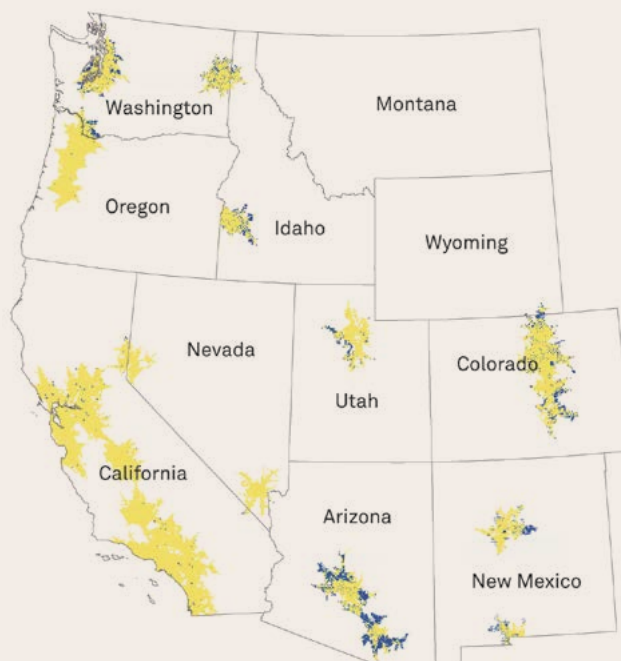 Washington
Montana
Oregon
Idaho
Wyoming
Nevada
Utah
Colorado
California
Arizona
New Mexico